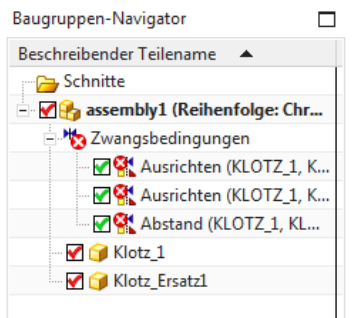 Baugruppen-Navigator
Beschreibender Teilename
Schnitte
assembly1 (Reihenfolge: Chr...
Zwangsbedingungen
Ausrichten (KLOTZ_1, K...
Ausrichten (KLOTZ_1, K...
Abstand (KLOTZ_1, KL...
Klotz_1
Klotz_Ersatz1